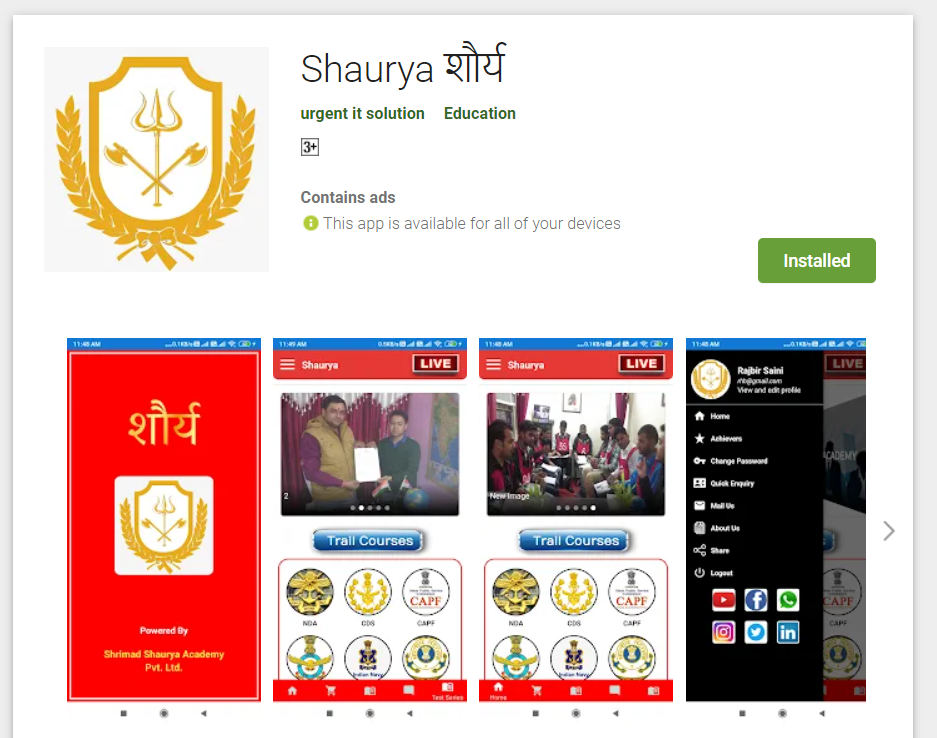 Shaurya शौर्य
urgent it solution Education
3+
Contains ads
This app is available for all of your devices
Installed
11:48 AM
शौर्य
Powered By
Shrimad Shaurya Academy
Pvt. Ltd.
11:49 AM
Shaurya LIVE
2
Trail Courses
CAPF
NDA CDS CAPF
Indian Navy
Test Series
11:48 AM
Shaurya LIVE
New Image
Trail Courses
CAPF
NDA CDS CAPF
Indian Navy
Home
11:48 AM
LIVE
Rajbir Saini
View and edit profile
Home
Achievers
Change Password
Quick Enquiry
Mail Us
About Us
Share
Logout